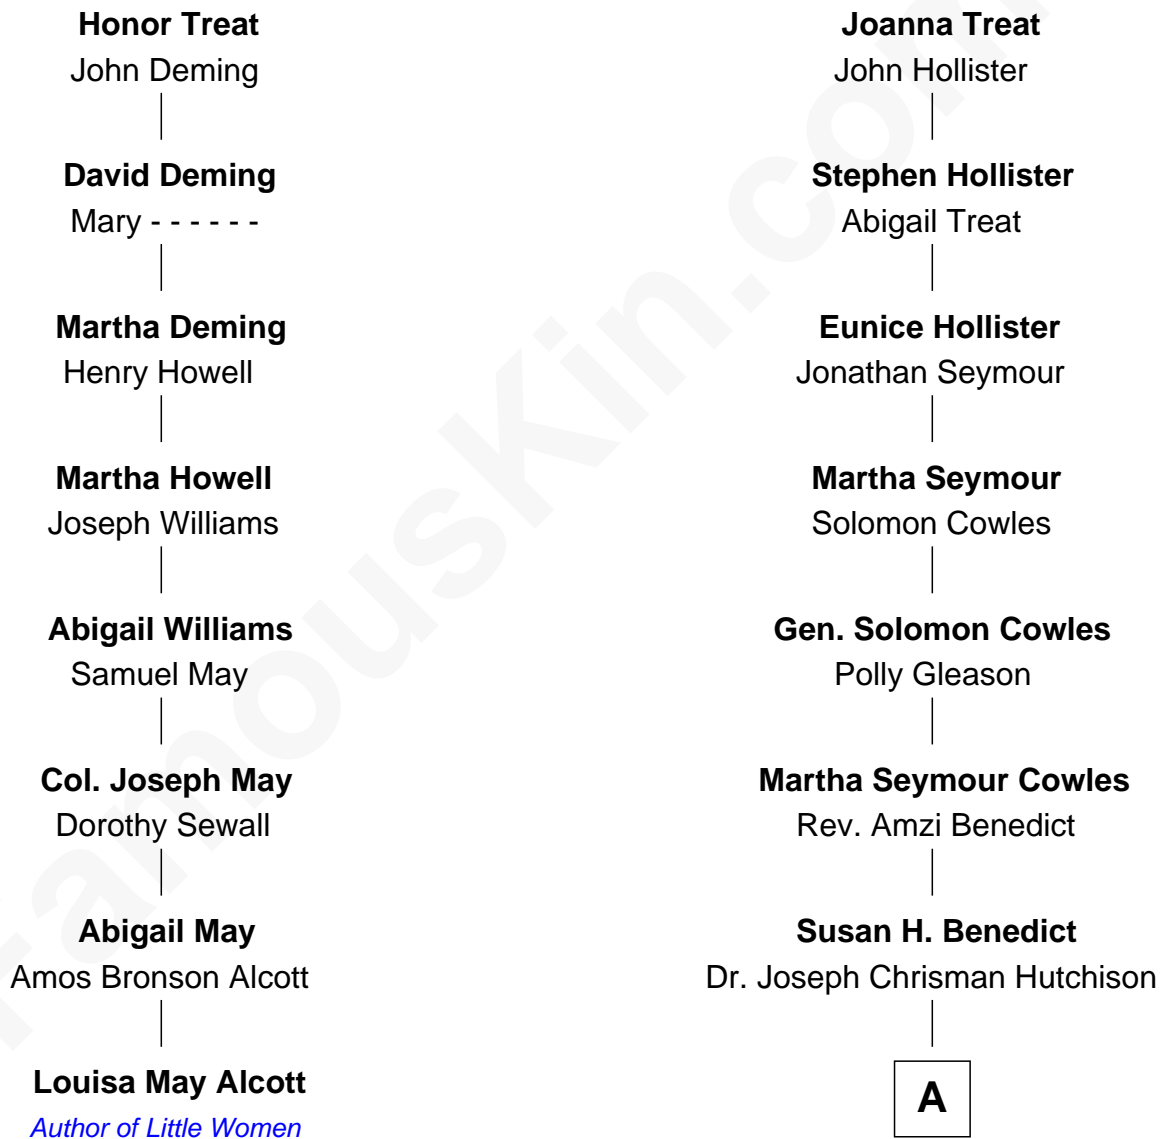 Honor Treat
John Deming
David Deming
Mary - - - - - -
Martha Deming
Henry Howell
Martha Howell
Joseph Williams
Abigail Williams
Samuel May
Col. Joseph May
Dorothy Sewall
Abigail May
Amos Bronson Alcott
Louisa May Alcott
Author of Little Women
Joanna Treat
John Hollister
Stephen Hollister
Abigail Treat
Eunice Hollister
Jonathan Seymour
Martha Seymour
Solomon Cowles
Gen. Solomon Cowles
Polly Gleason
Martha Seymour Cowles
Rev. Amzi Benedict
Susan H. Benedict
Dr. Joseph Chrisman Hutchison
A
FamousKin.com